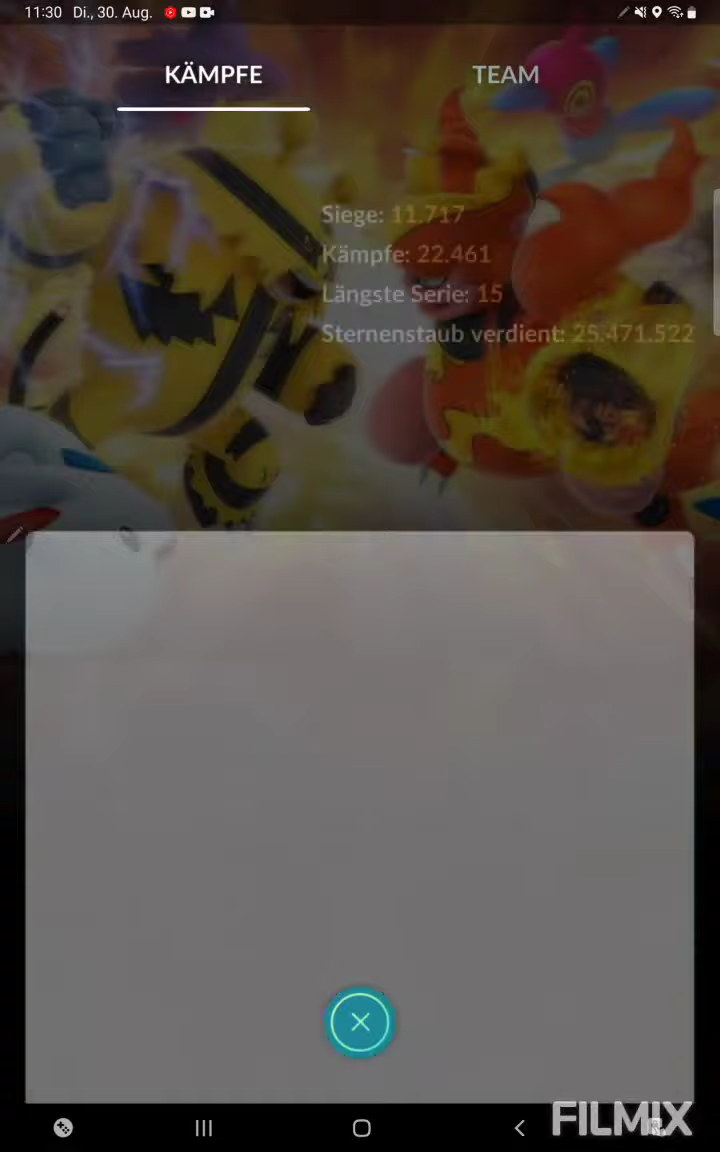 11:30 Di., 30. Aug.
KÄMPFE TEAM
Siege: 11.717
Kämpfe: 22.461
Längste Serie: 15
Sternenstaub verdient: 25.471.522
FILMIX